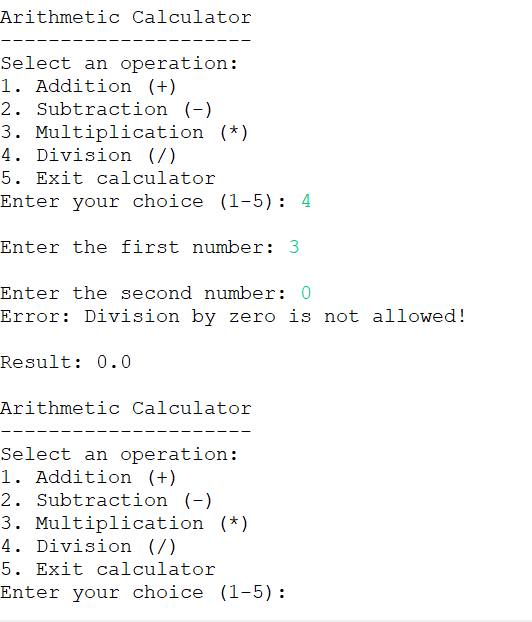 Arithmetic Calculator
---------------------
Select an operation:
1. Addition (+)
2. Subtraction (-)
3. Multiplication (*)
4. Division (/)
5. Exit calculator
Enter your choice (1-5): 4
Enter the first number: 3
Enter the second number: 0
Error: Division by zero is not allowed!
Result: 0.0
Arithmetic Calculator
---------------------
Select an operation:
1. Addition (+)
2. Subtraction (-)
3. Multiplication (*)
4. Division (/)
5. Exit calculator
Enter your choice (1-5):